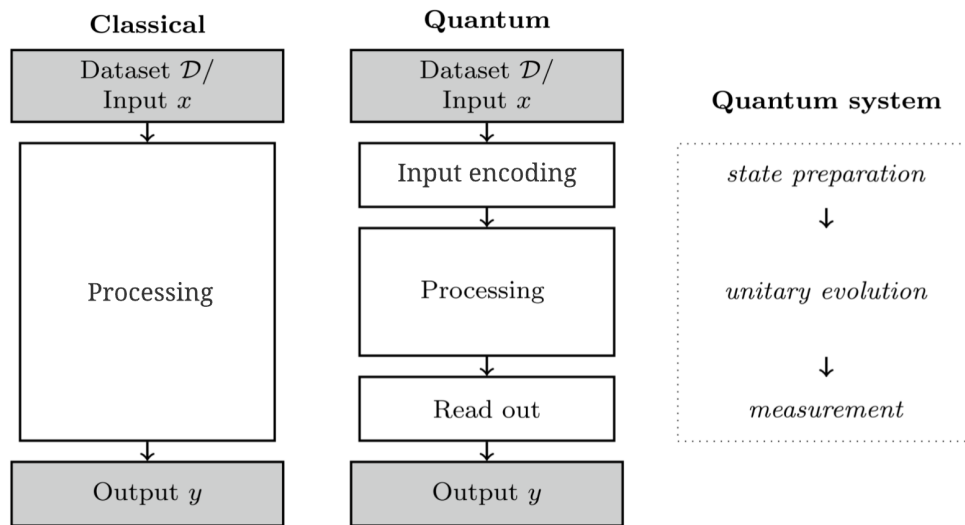 Classical
Dataset 𝒟/
Input x
Processing
Output y
Quantum
Dataset 𝒟/
Input x
Input encoding
Processing
Read out
Output y
Quantum system
state preparation
unitary evolution
measurement